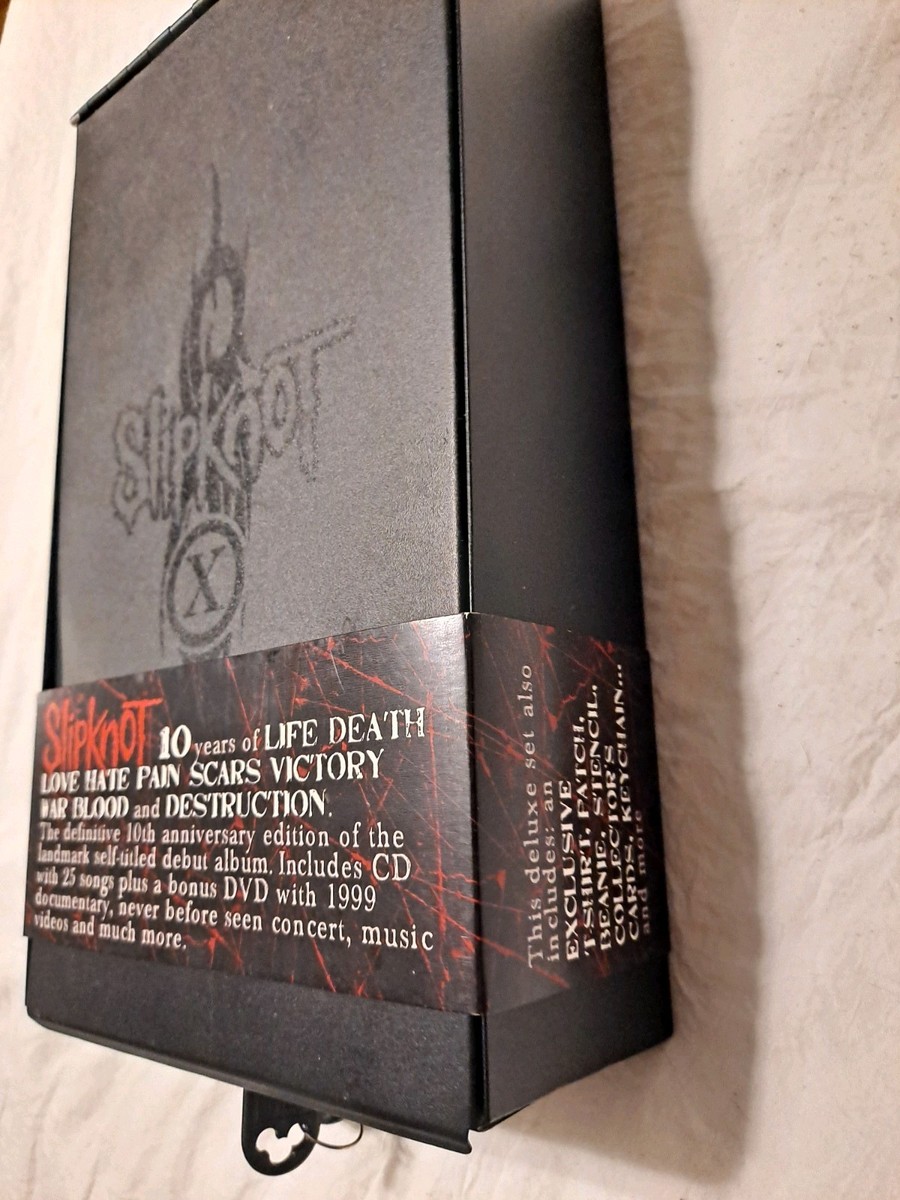 SlipKnoT
X
SlipKnoT 10 years of LIFE DEATH
LOVE HATE PAIN SCARS VICTORY
WAR BLOOD and DESTRUCTION.
The definitive 10th anniversary edition of the
landmark self-titled debut album. Includes CD
with 25 songs plus a bonus DVD with 1999
documentary, never before seen concert, music
videos and much more.
This deluxe set also
includes: an
EXCLUSIVE
T-SHIRT, PATCH,
BEANIE, STENCIL,
COLLECTOR'S
CARDS, KEYCHAIN...
and more